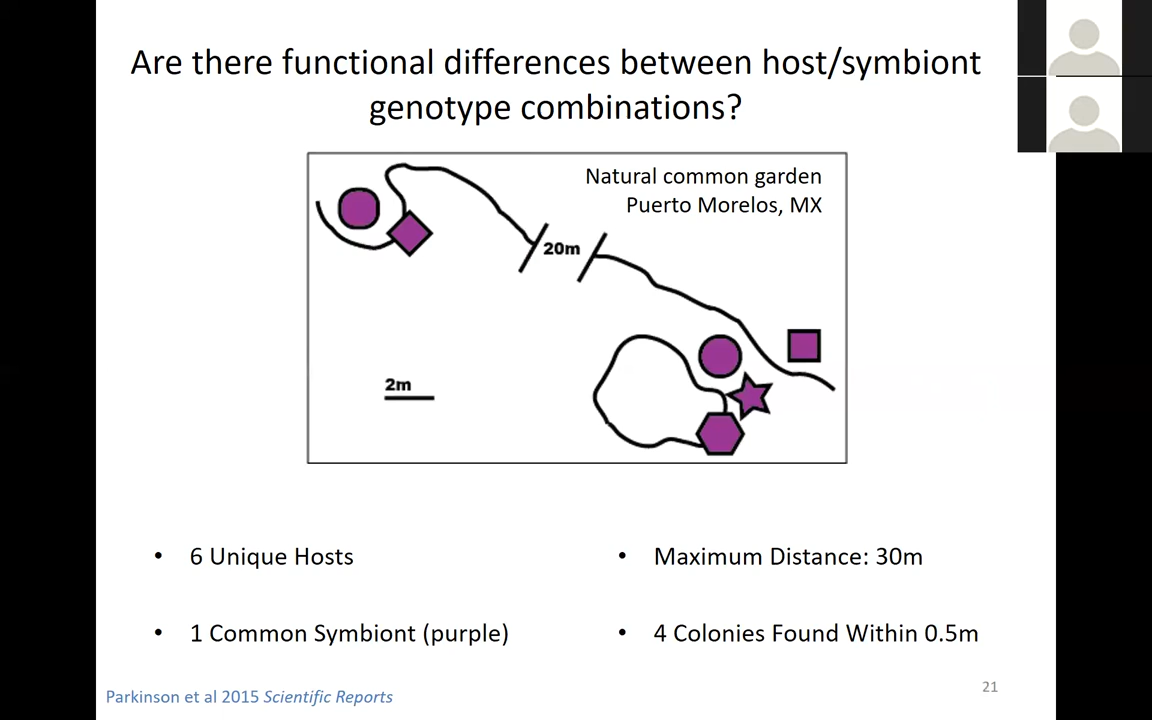 Are there functional differences between host/symbiont
genotype combinations?
Natural common garden
Puerto Morelos, MX
20m
2m
• 6 Unique Hosts
• 1 Common Symbiont (purple)
• Maximum Distance: 30m
• 4 Colonies Found Within 0.5m
Parkinson et al 2015 Scientific Reports
21